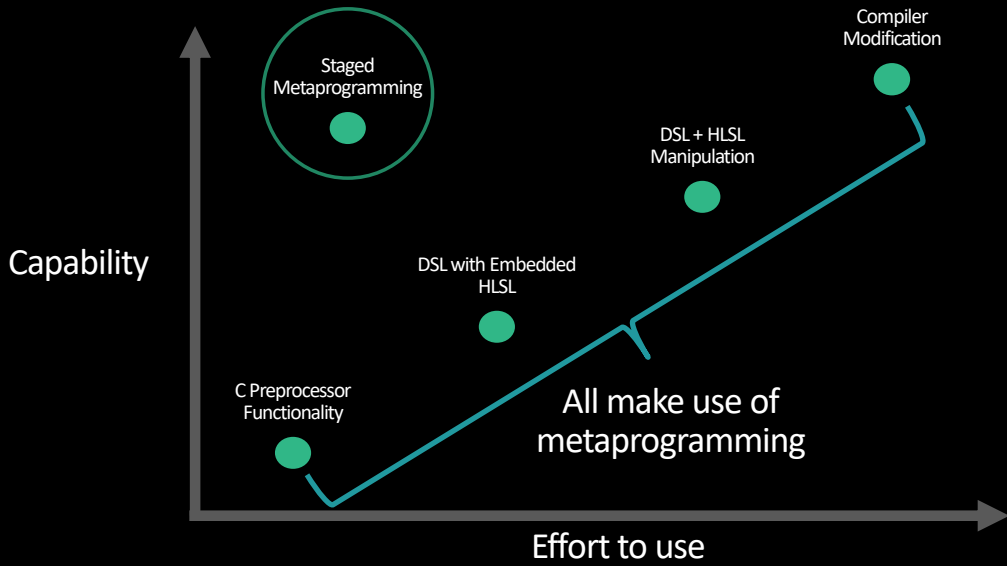 Compiler
Modification
Staged
Metaprogramming
DSL + HLSL
Manipulation
Capability
DSL with Embedded
HLSL
C Preprocessor
Functionality
All make use of
metaprogramming
Effort to use